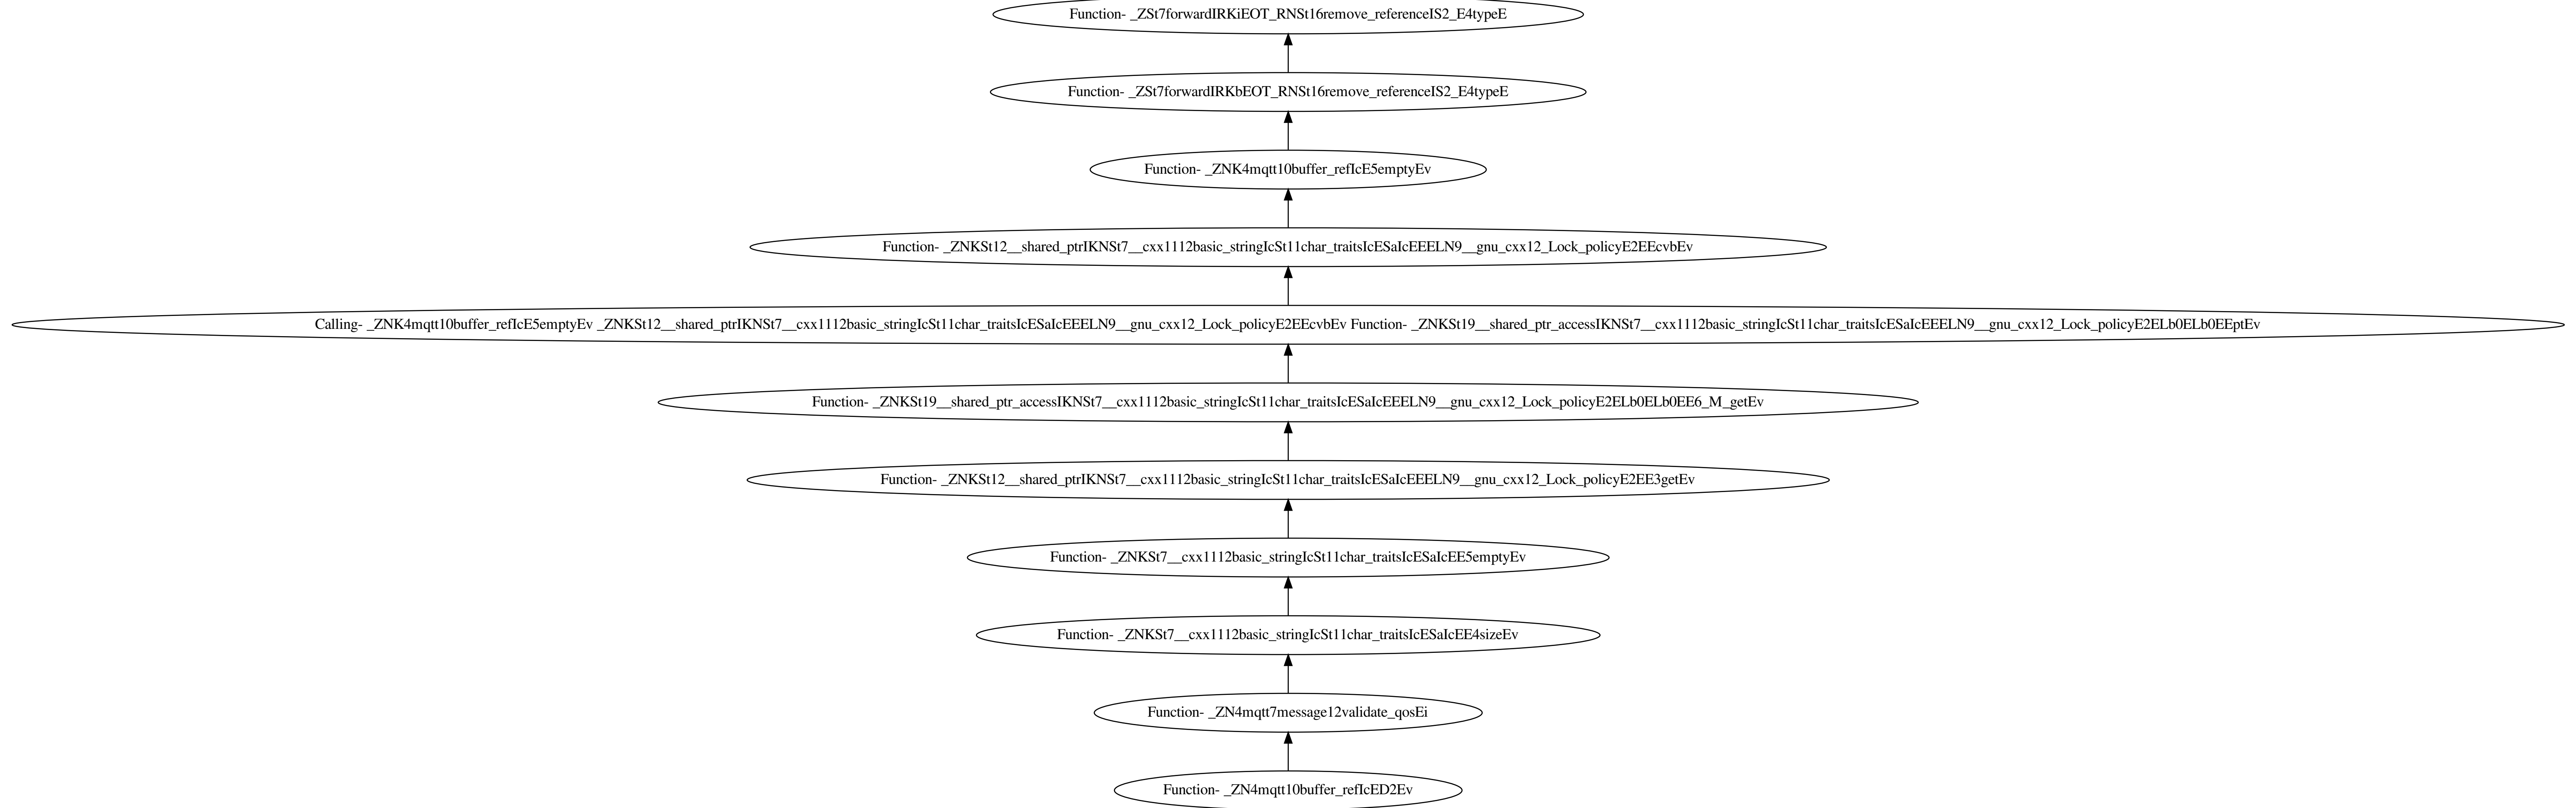 Function- _ZSt7forwardIRKiEOT_RNSt16remove_referenceIS2_E4typeE
Function- _ZSt7forwardIRKbEOT_RNSt16remove_referenceIS2_E4typeE
Function- _ZNK4mqtt10buffer_refIcE5emptyEv
Function- _ZNKSt12__shared_ptrIKNSt7__cxx1112basic_stringIcSt11char_traitsIcESaIcEEELN9__gnu_cxx12_Lock_policyE2EEcvbEv
Calling- _ZNK4mqtt10buffer_refIcE5emptyEv _ZNKSt12__shared_ptrIKNSt7__cxx1112basic_stringIcSt11char_traitsIcESaIcEEELN9__gnu_cxx12_Lock_policyE2EEcvbEv Function- _ZNKSt19__shared_ptr_accessIKNSt7__cxx1112basic_stringIcSt11char_traitsIcESaIcEEELN9__gnu_cxx12_Lock_policyE2ELb0ELb0EEptEv
Function- _ZNKSt19__shared_ptr_accessIKNSt7__cxx1112basic_stringIcSt11char_traitsIcESaIcEEELN9__gnu_cxx12_Lock_policyE2ELb0ELb0EE6_M_getEv
Function- _ZNKSt12__shared_ptrIKNSt7__cxx1112basic_stringIcSt11char_traitsIcESaIcEEELN9__gnu_cxx12_Lock_policyE2EE3getEv
Function- _ZNKSt7__cxx1112basic_stringIcSt11char_traitsIcESaIcEE5emptyEv
Function- _ZNKSt7__cxx1112basic_stringIcSt11char_traitsIcESaIcEE4sizeEv
Function- _ZN4mqtt7message12validate_qosEi
Function- _ZN4mqtt10buffer_refIcED2Ev